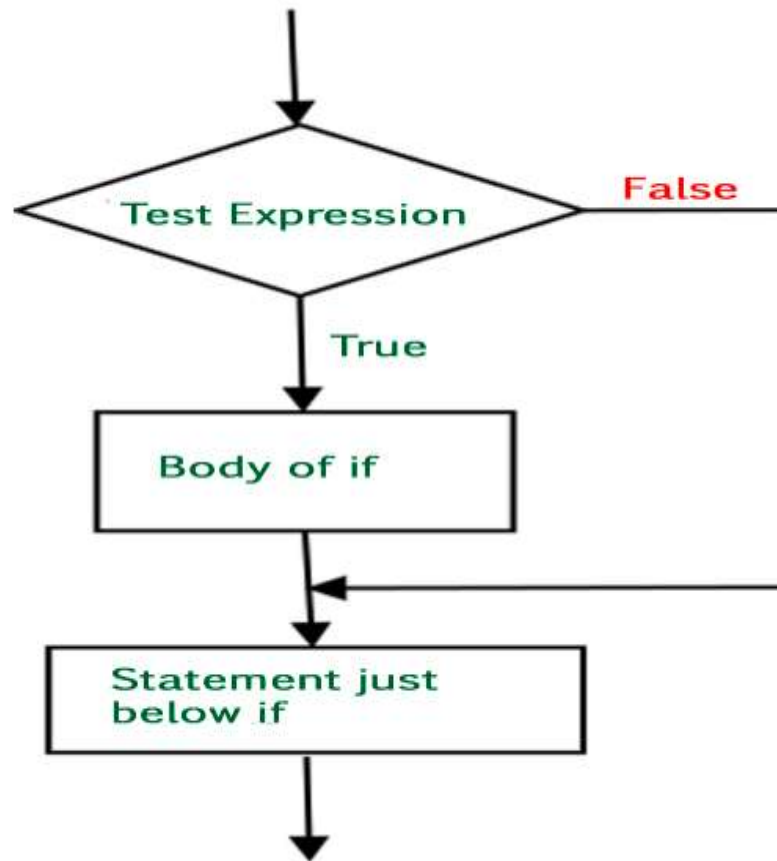 Test Expression
False
True
Body of if
Statement just
below if